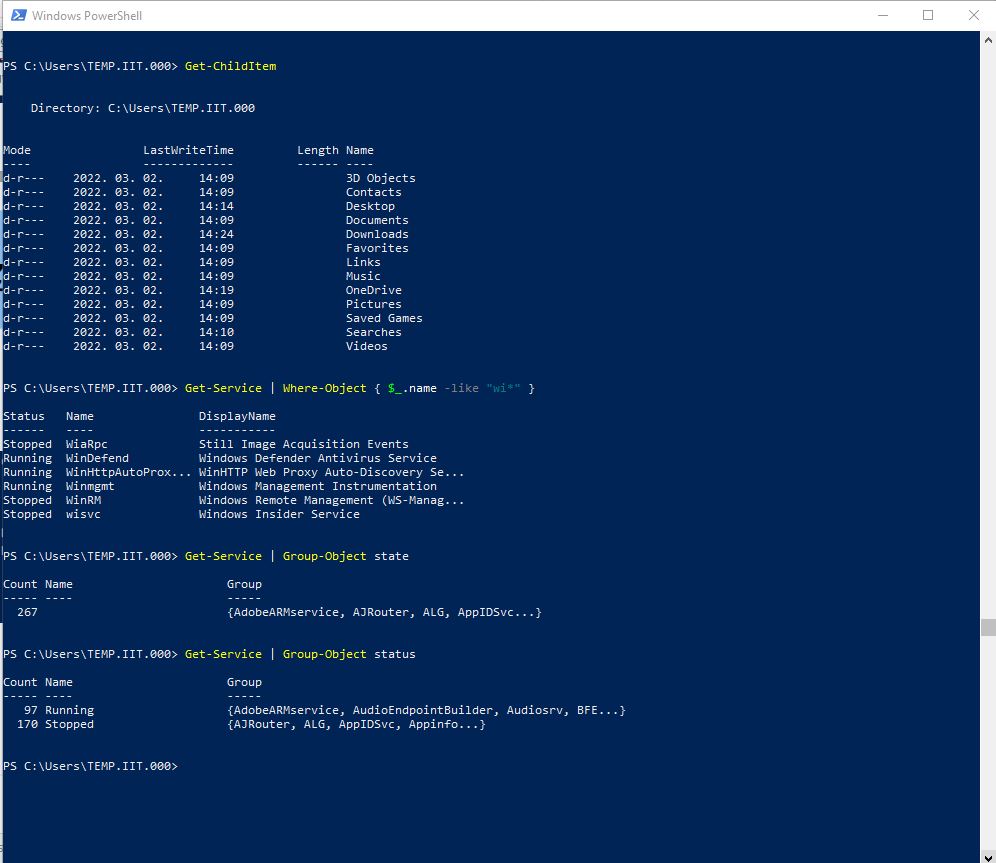 Windows PowerShell
PS C:\Users\TEMP.IIT.000> Get-ChildItem
Directory: C:\Users\TEMP.IIT.000
Mode LastWriteTime Length Name
---- ------------- ------ ----
d-r--- 2022. 03. 02. 14:09 3D Objects
d-r--- 2022. 03. 02. 14:09 Contacts
d-r--- 2022. 03. 02. 14:14 Desktop
d-r--- 2022. 03. 02. 14:09 Documents
d-r--- 2022. 03. 02. 14:24 Downloads
d-r--- 2022. 03. 02. 14:09 Favorites
d-r--- 2022. 03. 02. 14:09 Links
d-r--- 2022. 03. 02. 14:09 Music
d-r--- 2022. 03. 02. 14:19 OneDrive
d-r--- 2022. 03. 02. 14:09 Pictures
d-r--- 2022. 03. 02. 14:09 Saved Games
d-r--- 2022. 03. 02. 14:10 Searches
d-r--- 2022. 03. 02. 14:09 Videos
PS C:\Users\TEMP.IIT.000> Get-Service | Where-Object { $_.name -like "wi*" }
Status Name DisplayName
------ ---- -----------
Stopped WiaRpc Still Image Acquisition Events
Running WinDefend Windows Defender Antivirus Service
Running WinHttpAutoProx... WinHTTP Web Proxy Auto-Discovery Se...
Running Winmgmt Windows Management Instrumentation
Stopped WinRM Windows Remote Management (WS-Manag...
Stopped wisvc Windows Insider Service
PS C:\Users\TEMP.IIT.000> Get-Service | Group-Object state
Count Name Group
----- ---- -----
267 {AdobeARMservice, AJRouter, ALG, AppIDSvc...}
PS C:\Users\TEMP.IIT.000> Get-Service | Group-Object status
Count Name Group
----- ---- -----
97 Running {AdobeARMservice, AudioEndpointBuilder, Audiosrv, BFE...}
170 Stopped {AJRouter, ALG, AppIDSvc, Appinfo...}
PS C:\Users\TEMP.IIT.000>